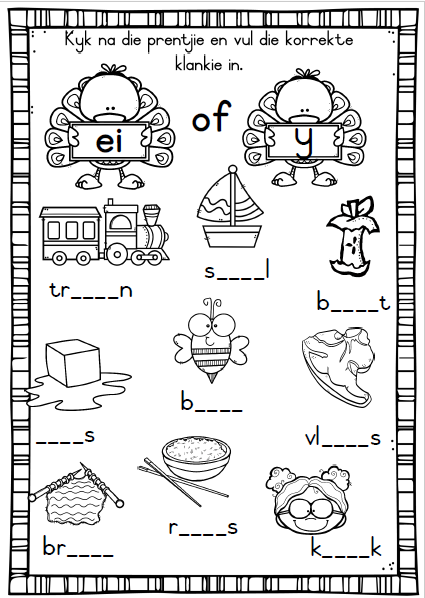 Kyk na die prentjie en vul die korrekte
klankie in.
ei of y
s____l
tr____n
b____t
b____
____s
vl____s
r____s
br____
k____k